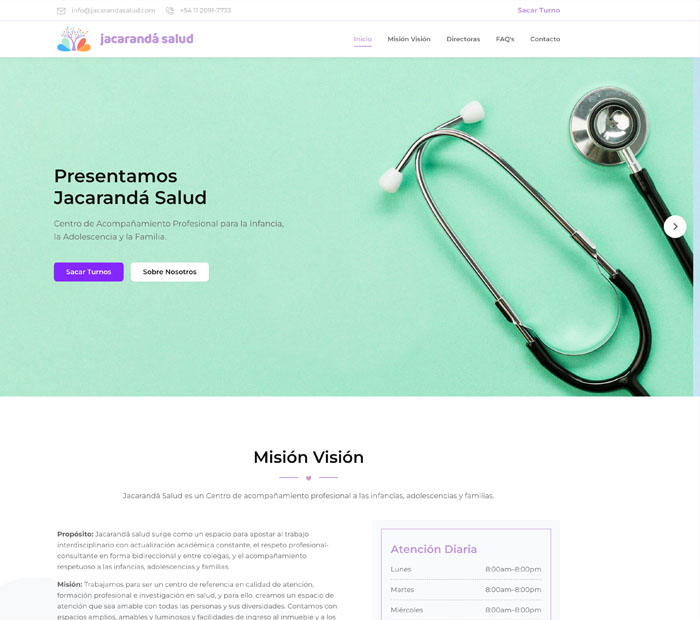 info@jacarandasalud.com +54 11 2091-7733 Sacar Turno
jacarandá salud Inicio Misión Visión Directoras FAQ's Contacto
Presentamos
Jacarandá Salud
Centro de Acompañamiento Profesional para la Infancia,
la Adolescencia y la Familia.
Sacar Turnos Sobre Nosotros
Misión Visión
Jacarandá Salud es un Centro de acompañamiento profesional a las infancias, adolescencias y familias.
Propósito: Jacarandá salud surge como un espacio para apostar al trabajo
interdisciplinario con actualización académica constante, el respeto profesional-
consultante en forma bidireccional y entre colegas, y el acompañamiento
respetuoso a las infancias, adolescencias y familias.
Misión: Trabajamos para ser un centro de referencia en calidad de atención,
formación profesional e investigación en salud, y para ello, creamos un espacio de
atención que sea amable con todas las personas y sus diversidades. Contamos con
espacios amplios, amables y luminosos y facilidades de ingreso al inmueble y a los
Atención Diaria
Lunes 8:00am–8:00pm
Martes 8:00am–8:00pm
Miércoles 8:00am–8:00pm